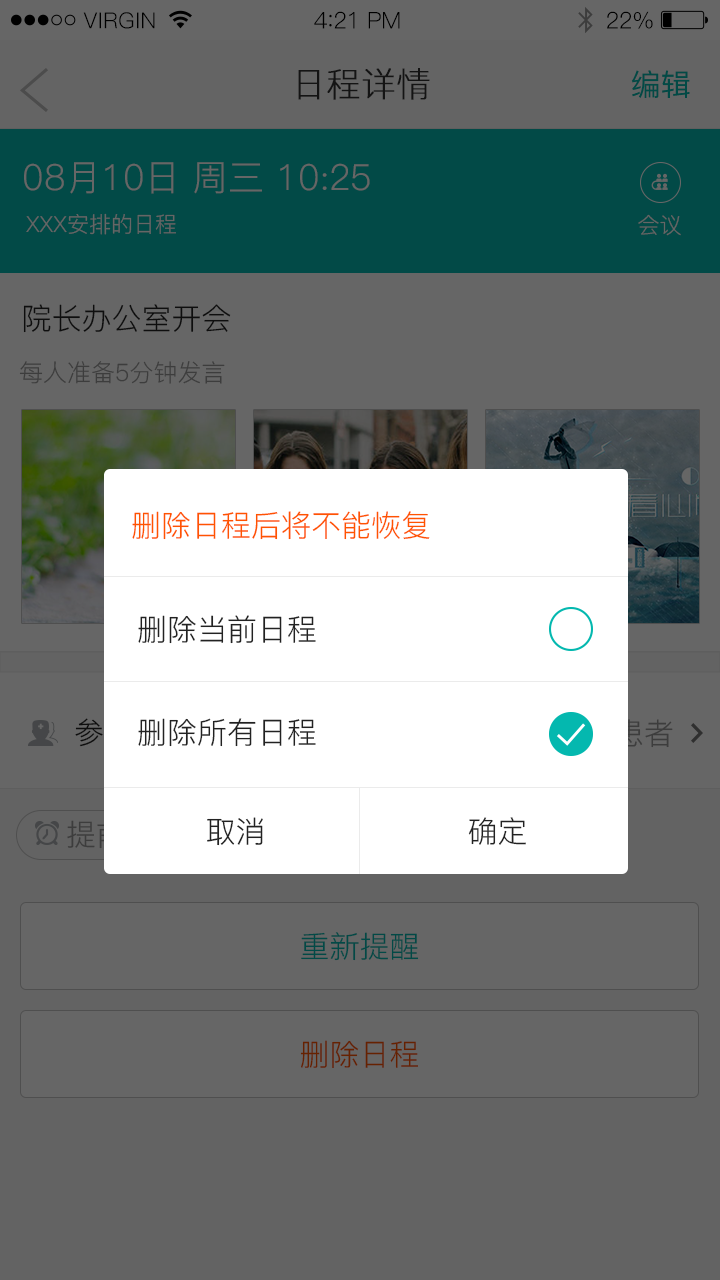 VIRGIN 4:21 PM 22%
日程详情 编辑
08月10日 周三 10:25
XXX安排的日程 会议
院长办公室开会
每人准备5分钟发言
看心
删除日程后将不能恢复
删除当前日程
参 删除所有日程 患者
提前
取消 确定
重新提醒
删除日程